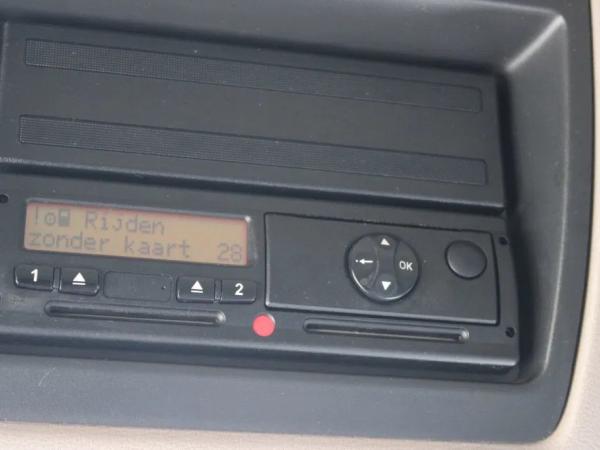 ! Rijden
zonder kaart 28
1 2
OK